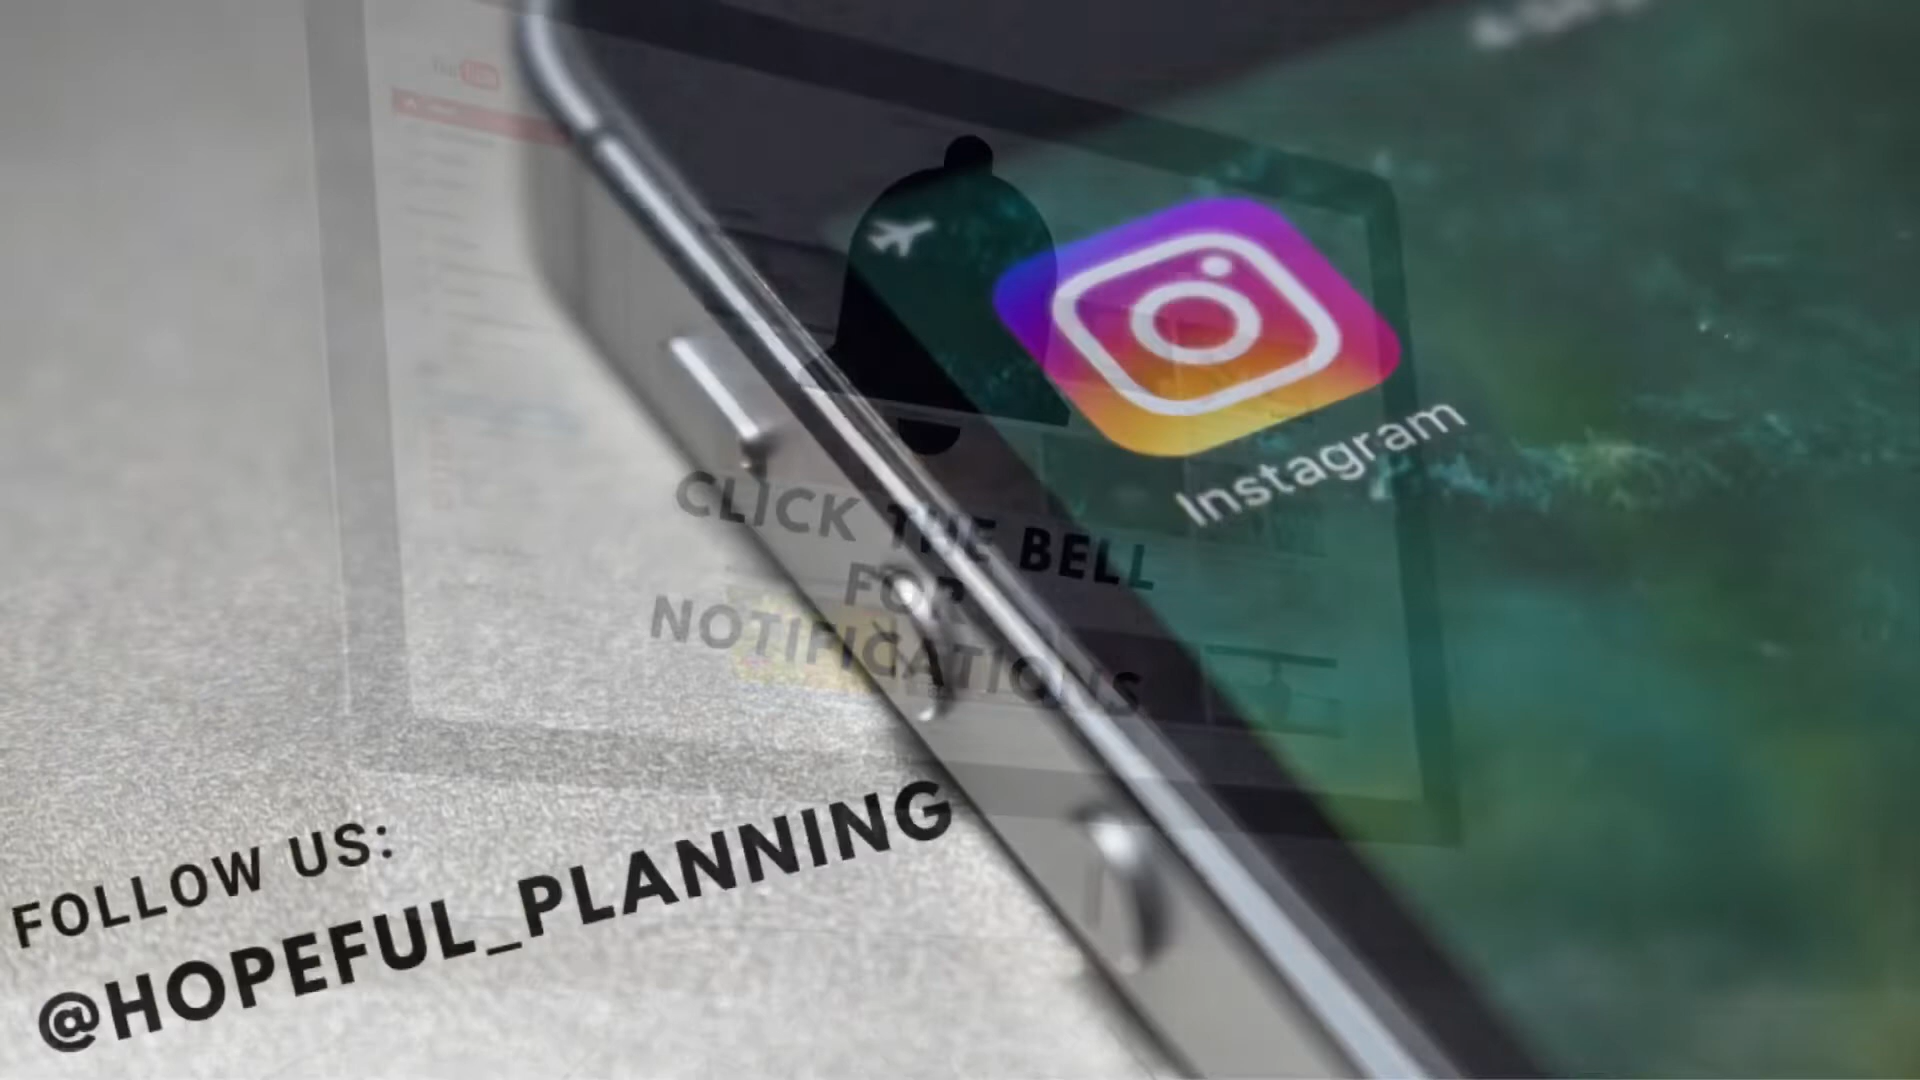 Instagram
CLICK THE BELL
FOR
NOTIFICATIONS
FOLLOW US:
@HOPEFUL_PLANNING